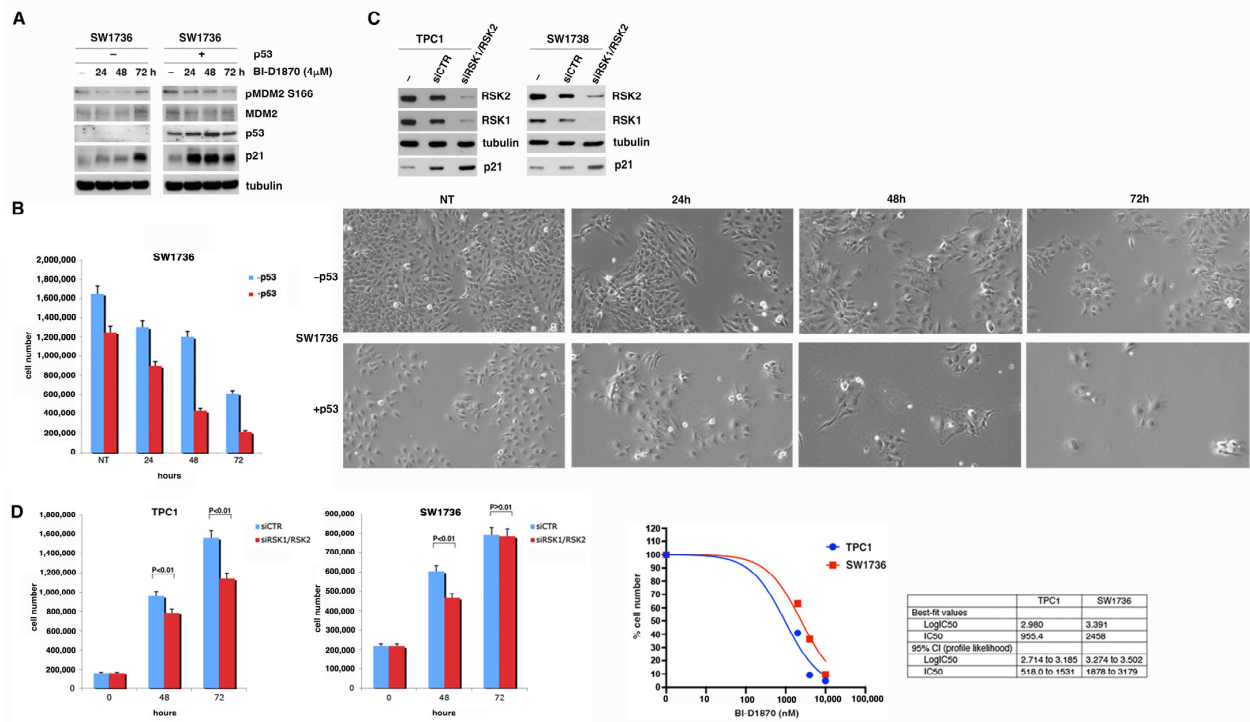 A
SW1736 SW1736
– + p53
– 24 48 72 h – 24 48 72 h BI-D1870 (4μM)
pMDM2 S166
MDM2
p53
p21
tubulin
C
TPC1 SW1738
– siCTR siRSK1/RSK2 – siCTR siRSK1/RSK2
RSK2 RSK2
RSK1 RSK1
tubulin tubulin
p21 p21
B
SW1736
2,000,000
1,800,000
1,600,000
1,400,000
1,200,000
1,000,000
800,000
600,000
400,000
200,000
0
cell number
-p53
-p53
NT 24 48 72
hours
NT 24h 48h 72h
–p53
SW1736
+p53
D
TPC1
1,800,000
1,600,000
1,400,000
1,200,000
1,000,000
800,000
600,000
400,000
200,000
0
cell number
P<0.01
P<0.01
siCTR
siRSK1/RSK2
0 48 72
hours
SW1736
900,000
800,000
700,000
600,000
500,000
400,000
300,000
200,000
100,000
0
cell number
P<0.01
P>0.01
siCTR
siRSK1/RSK2
0 48 72
hours
120
110
100
90
80
70
60
50
40
30
20
10
0
% cell number
TPC1
SW1736
0 10 100 1000 10,000 100,000
BI-D1870 (nM)
TPC1 SW1736
Best-fit values
LogIC50 2.980 3.391
IC50 955.4 2458
95% CI (profile likelihood)
LogIC50 2.714 to 3.185 3.274 to 3.502
IC50 518.0 to 1531 1878 to 3179